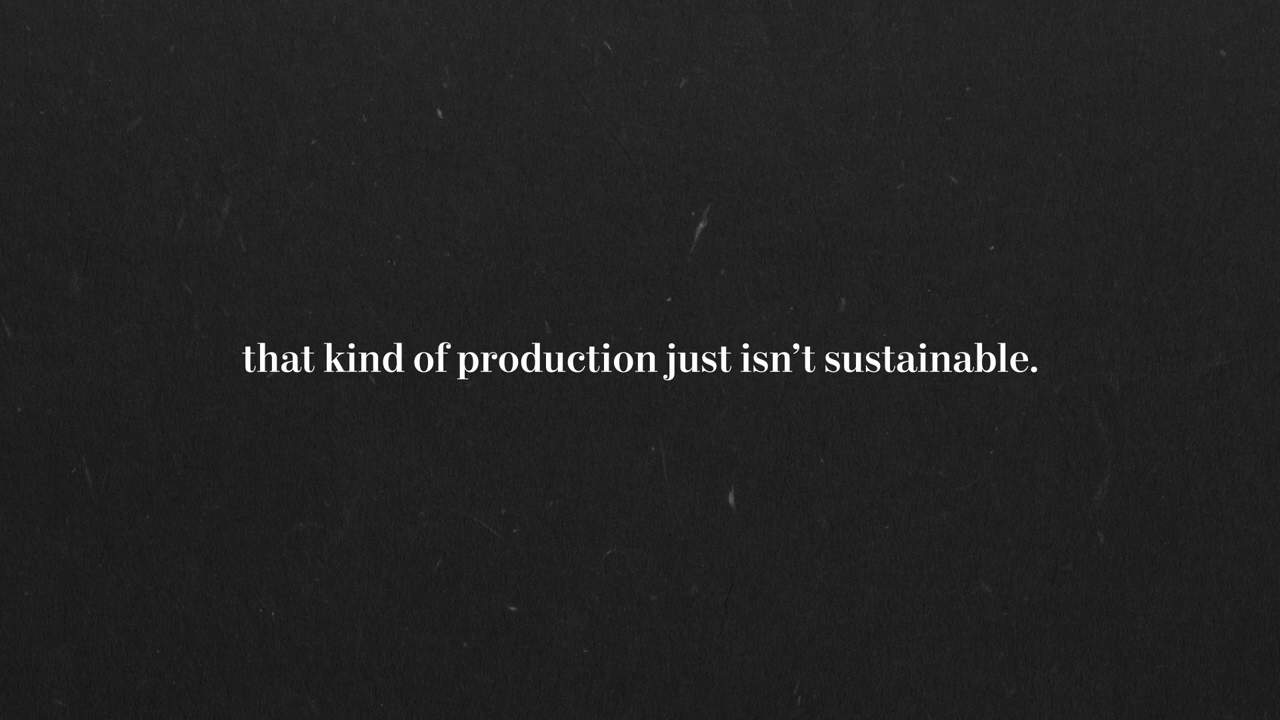 that kind of production just isn’t sustainable.